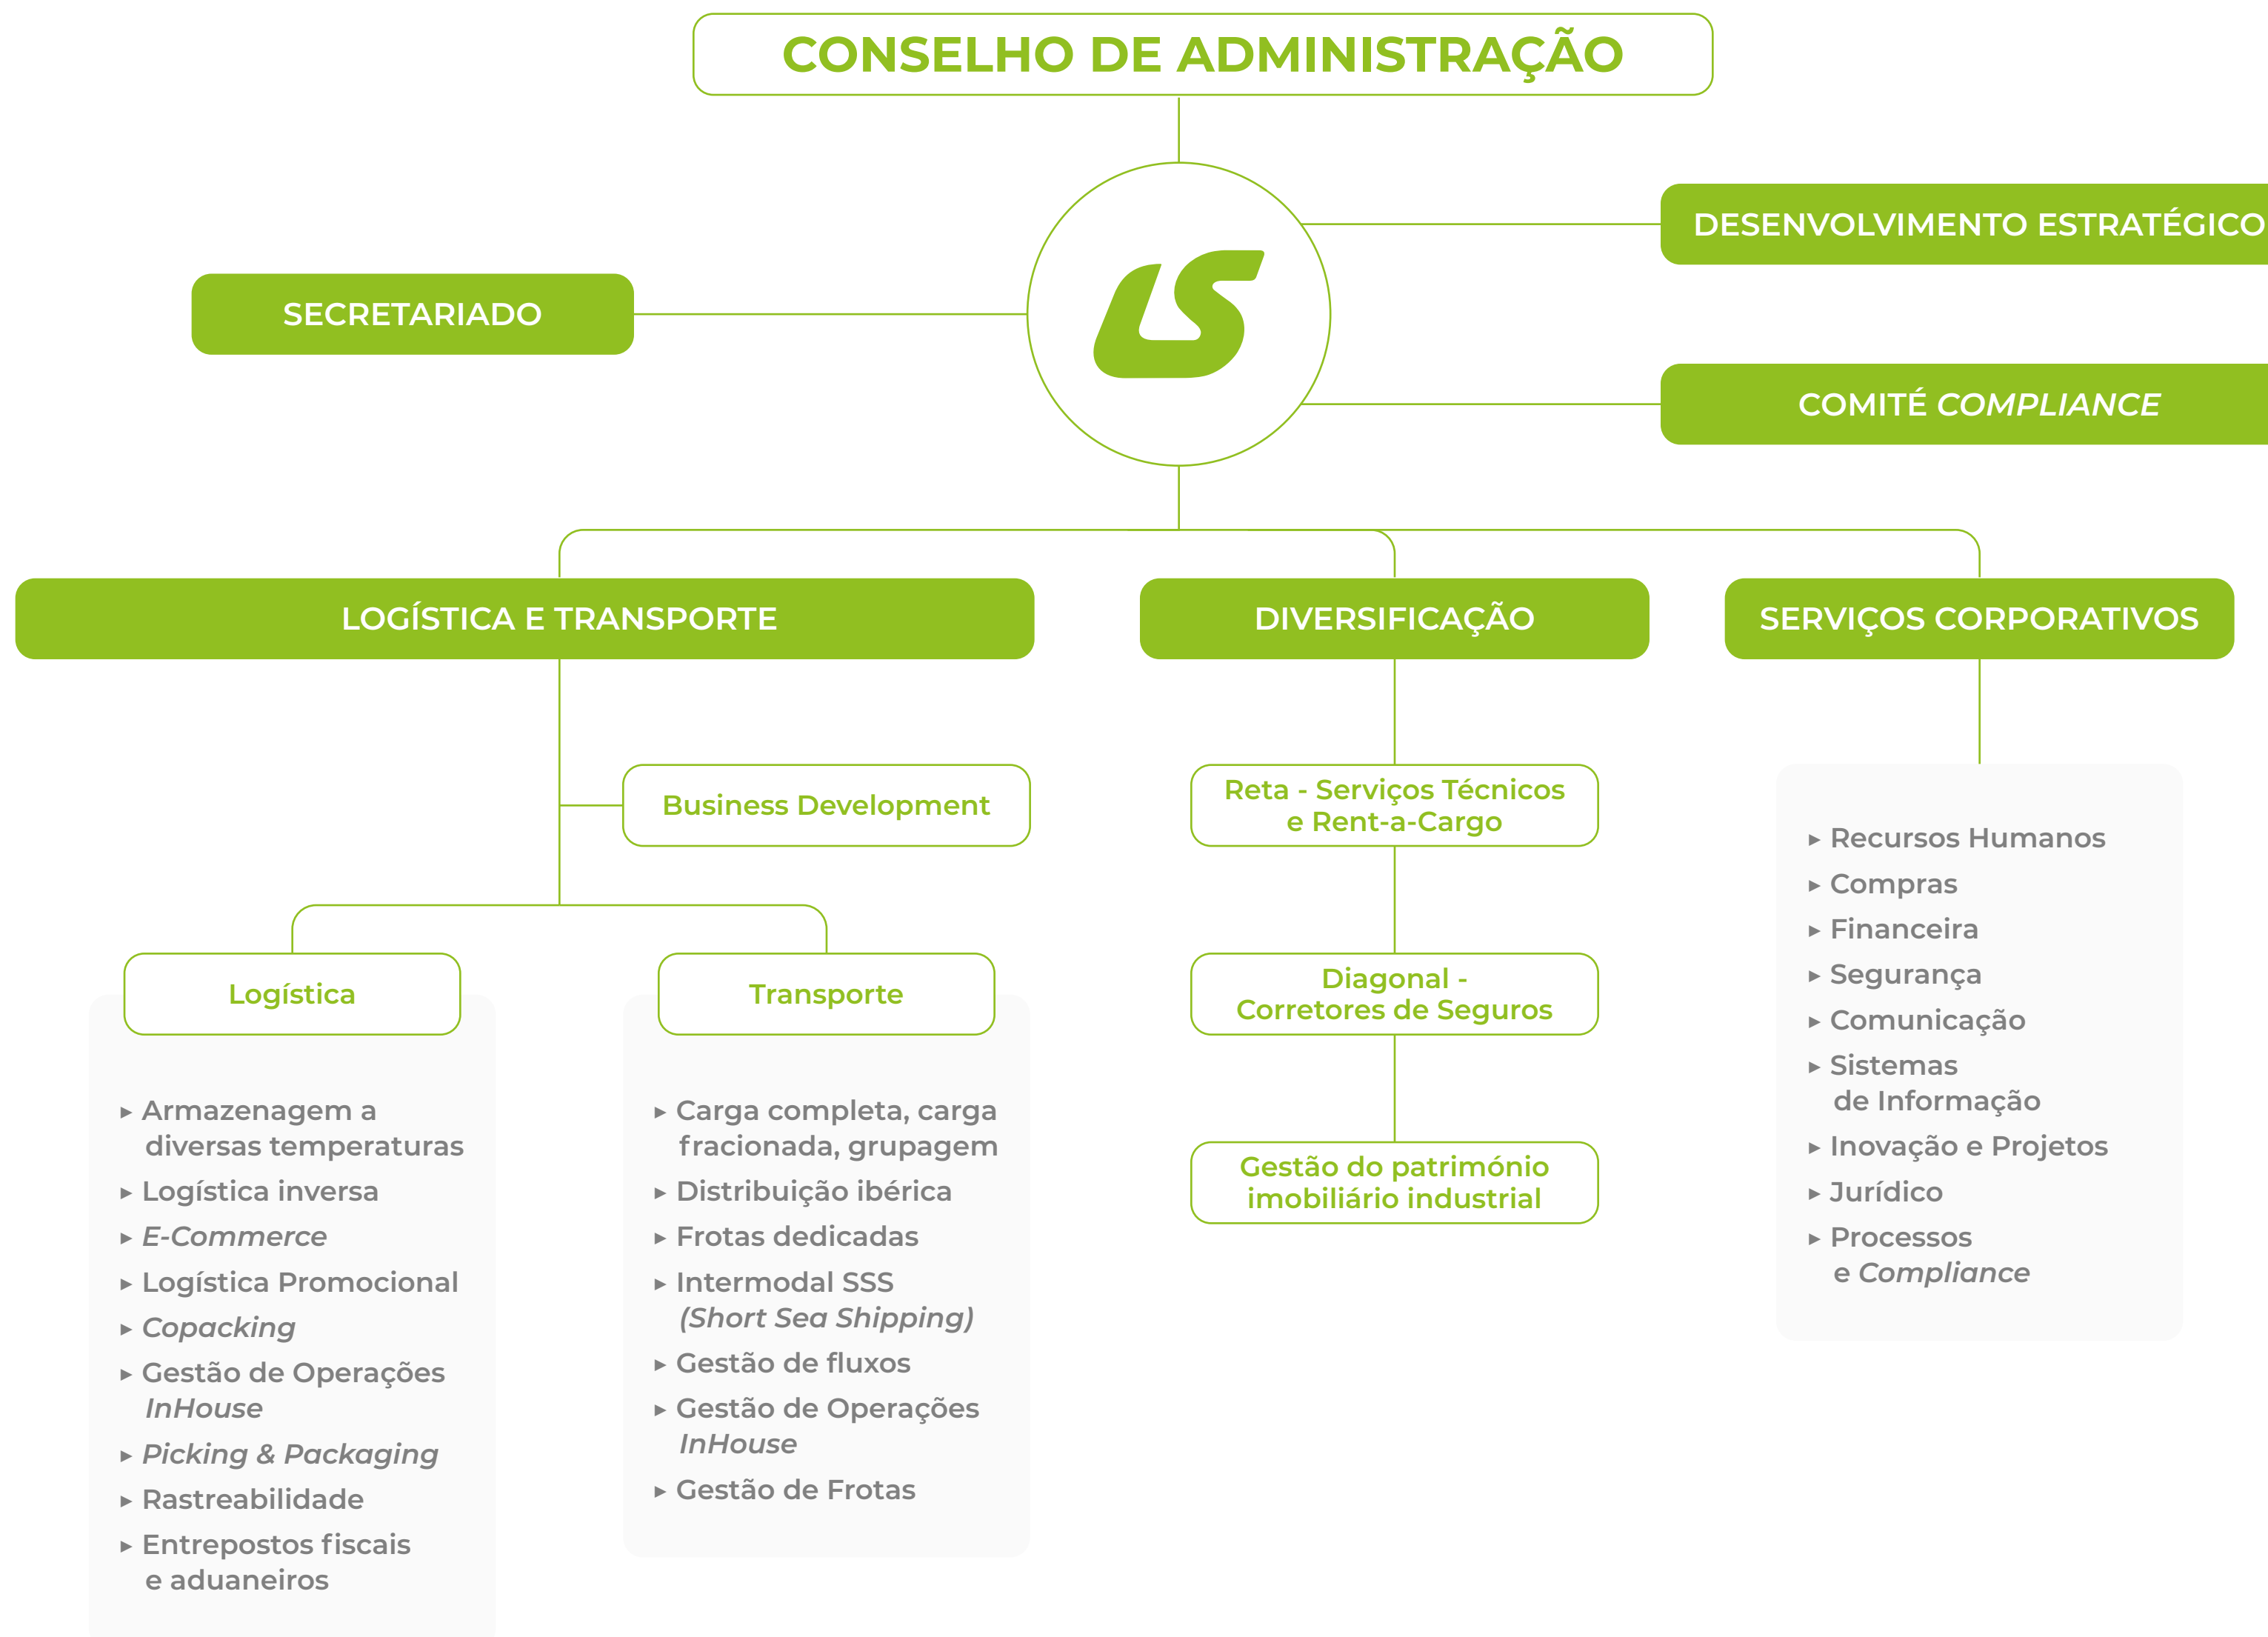 CONSELHO DE ADMINISTRAÇÃO
LS
DESENVOLVIMENTO ESTRATÉGICO
SECRETARIADO
COMITÉ COMPLIANCE
LOGÍSTICA E TRANSPORTE
DIVERSIFICAÇÃO
SERVIÇOS CORPORATIVOS
Business Development
Logística
▸ Armazenagem a
diversas temperaturas
▸ Logística inversa
▸ E-Commerce
▸ Logística Promocional
▸ Copacking
▸ Gestão de Operações
InHouse
▸ Picking & Packaging
▸ Rastreabilidade
▸ Entrepostos fiscais
e aduaneiros
Transporte
▸ Carga completa, carga
fracionada, grupagem
▸ Distribuição ibérica
▸ Frotas dedicadas
▸ Intermodal SSS
(Short Sea Shipping)
▸ Gestão de fluxos
▸ Gestão de Operações
InHouse
▸ Gestão de Frotas
Reta - Serviços Técnicos
e Rent-a-Cargo
Diagonal -
Corretores de Seguros
Gestão do património
imobiliário industrial
▸ Recursos Humanos
▸ Compras
▸ Financeira
▸ Segurança
▸ Comunicação
▸ Sistemas
de Informação
▸ Inovação e Projetos
▸ Jurídico
▸ Processos
e Compliance